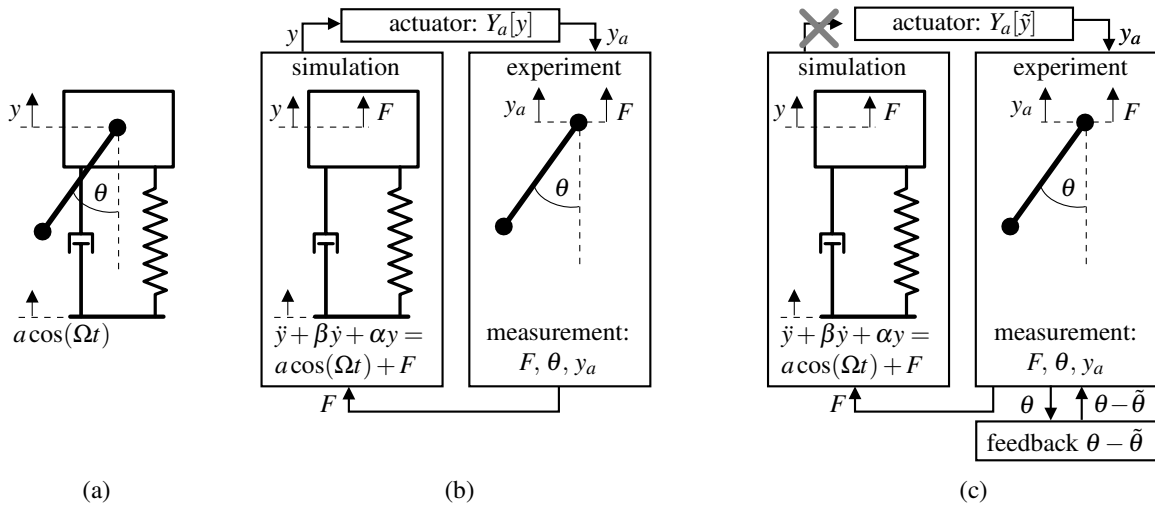 y
θ
a cos(Ωt)
(a)
actuator: Y_a[y]
y
y_a
simulation
experiment
y
F
y_a
F
θ
ÿ + βẏ + αy =
a cos(Ωt) + F
measurement:
F, θ, y_a
F
(b)
actuator: Y_a[ỹ]
y_a
simulation
experiment
y
F
y_a
F
θ
ÿ + βẏ + αy =
a cos(Ωt) + F
measurement:
F, θ, y_a
F
θ
θ − θ̃
feedback θ − θ̃
(c)